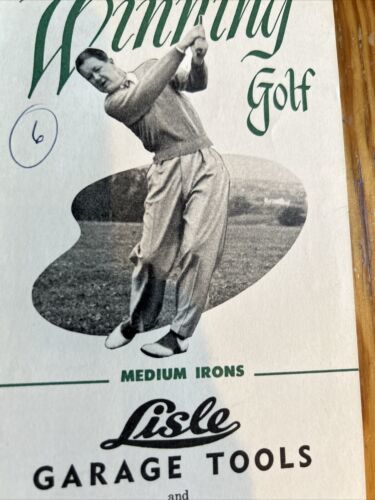 Winning
Golf
6
MEDIUM IRONS
Lisle
GARAGE TOOLS
and